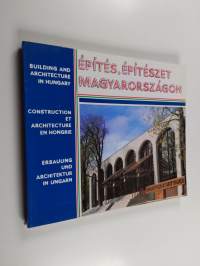 BUILDING AND
ARCHITECTURE
IN HUNGARY
CONSTRUCTION
ET
ARCHITECTURE
EN HONGRIE
ERBAUUNG
UND
ARCHITEKTUR
IN UNGARN
ÉPÍTÉS, ÉPÍTÉSZET
MAGYARORSZÁGON